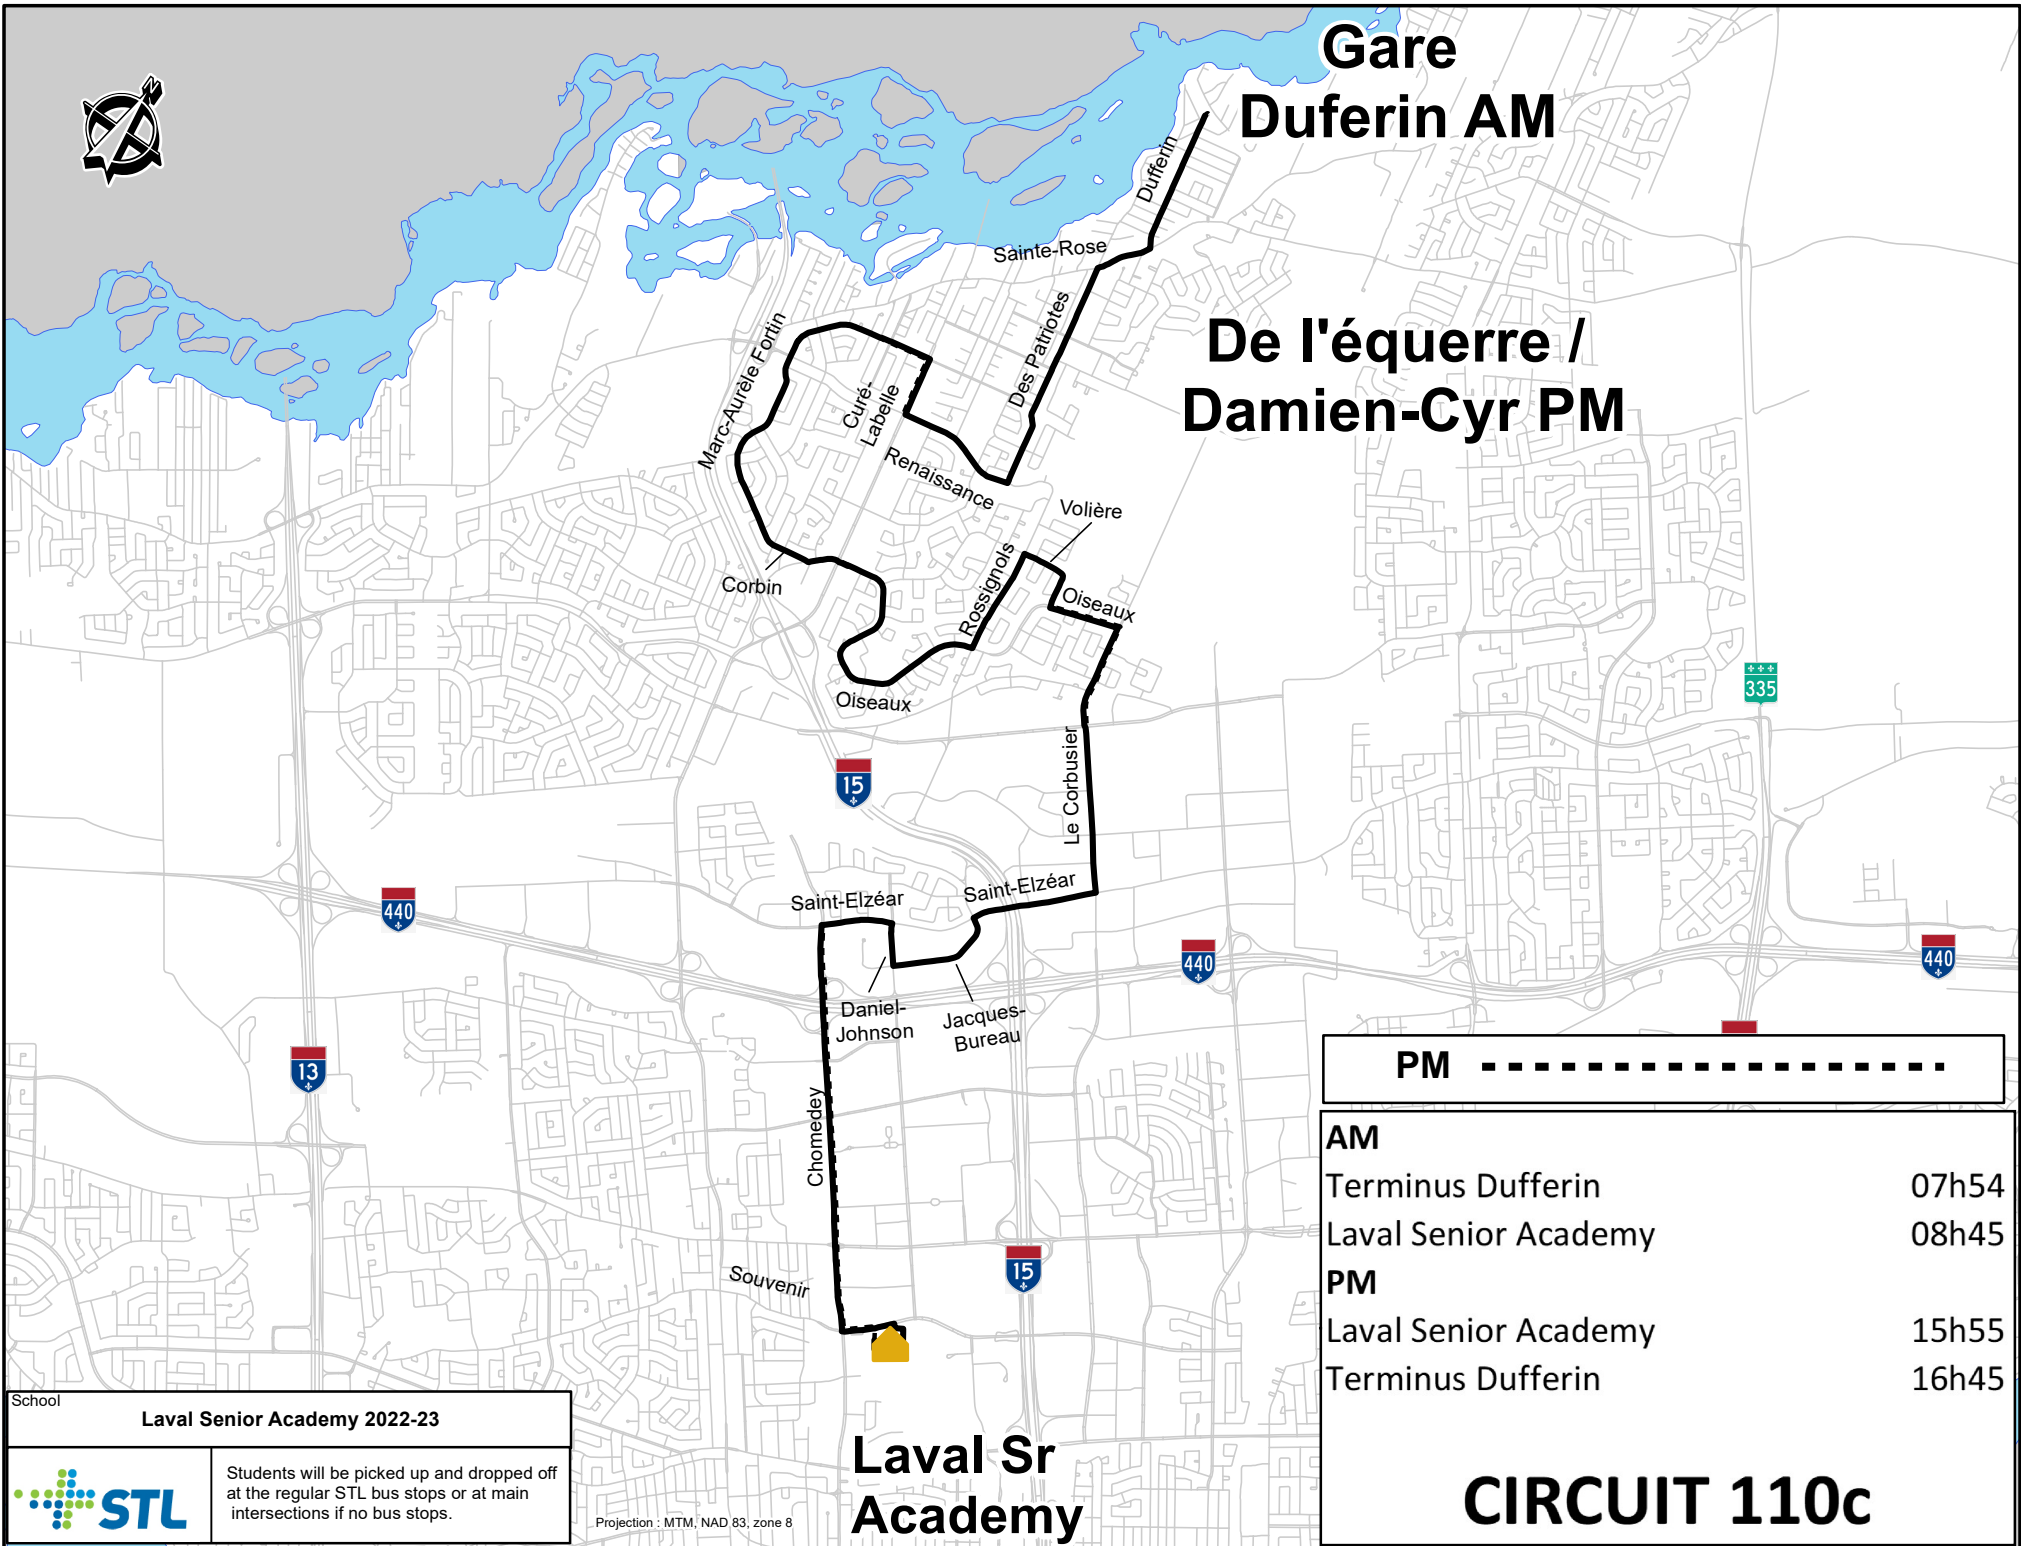 Gare
Duferin AM
Dufferin
Sainte-Rose
De l'équerre /
Damien-Cyr PM
Des Patriotes
Marc-Aurèle Fortin
Curé-
Labelle
Renaissance
Volière
Corbin
Rossignols
Oiseaux
Oiseaux
335
Le Corbusier
15
Saint-Elzéar
Saint-Elzéar
440
440
440
Daniel-
Johnson
Jacques-
Bureau
13
Chomedey
Souvenir
15
PM
AM
Terminus Dufferin 07h54
Laval Senior Academy 08h45
PM
Laval Senior Academy 15h55
Terminus Dufferin 16h45
CIRCUIT 110c
Laval Sr
Academy
School
Laval Senior Academy 2022-23
STL
Students will be picked up and dropped off
at the regular STL bus stops or at main
intersections if no bus stops.
Projection : MTM, NAD 83, zone 8